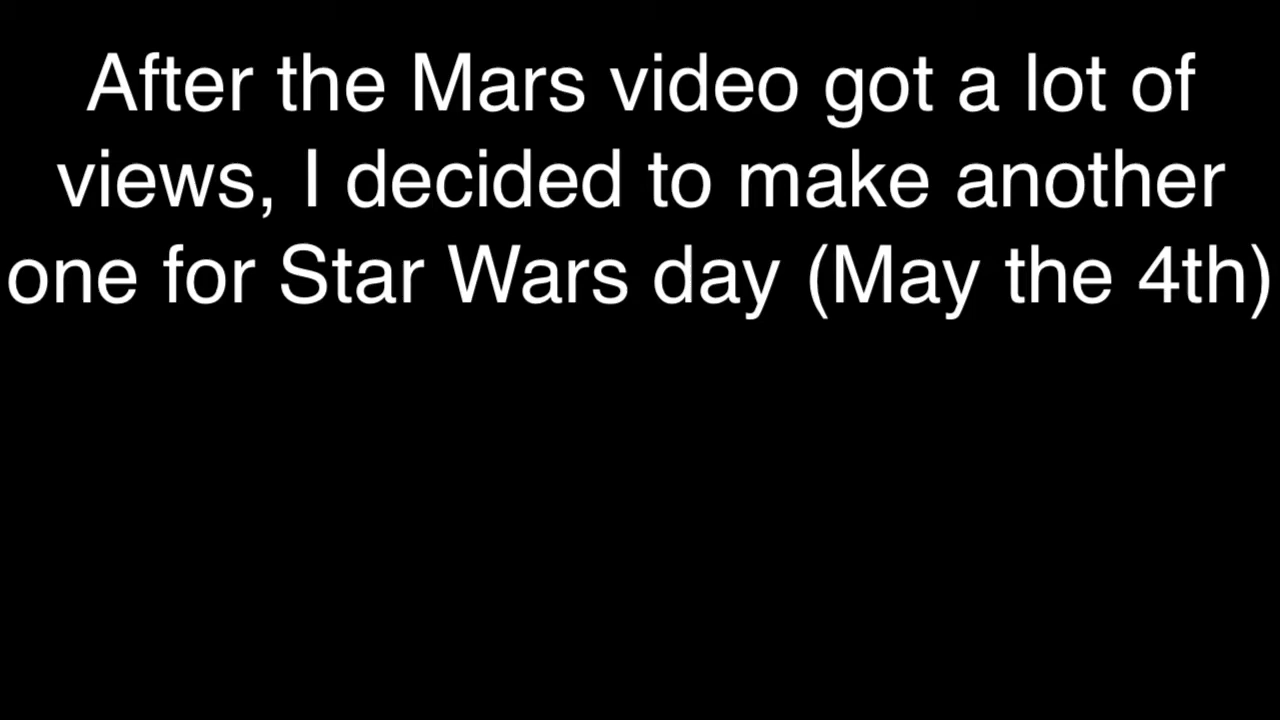 After the Mars video got a lot of
views, I decided to make another
one for Star Wars day (May the 4th)